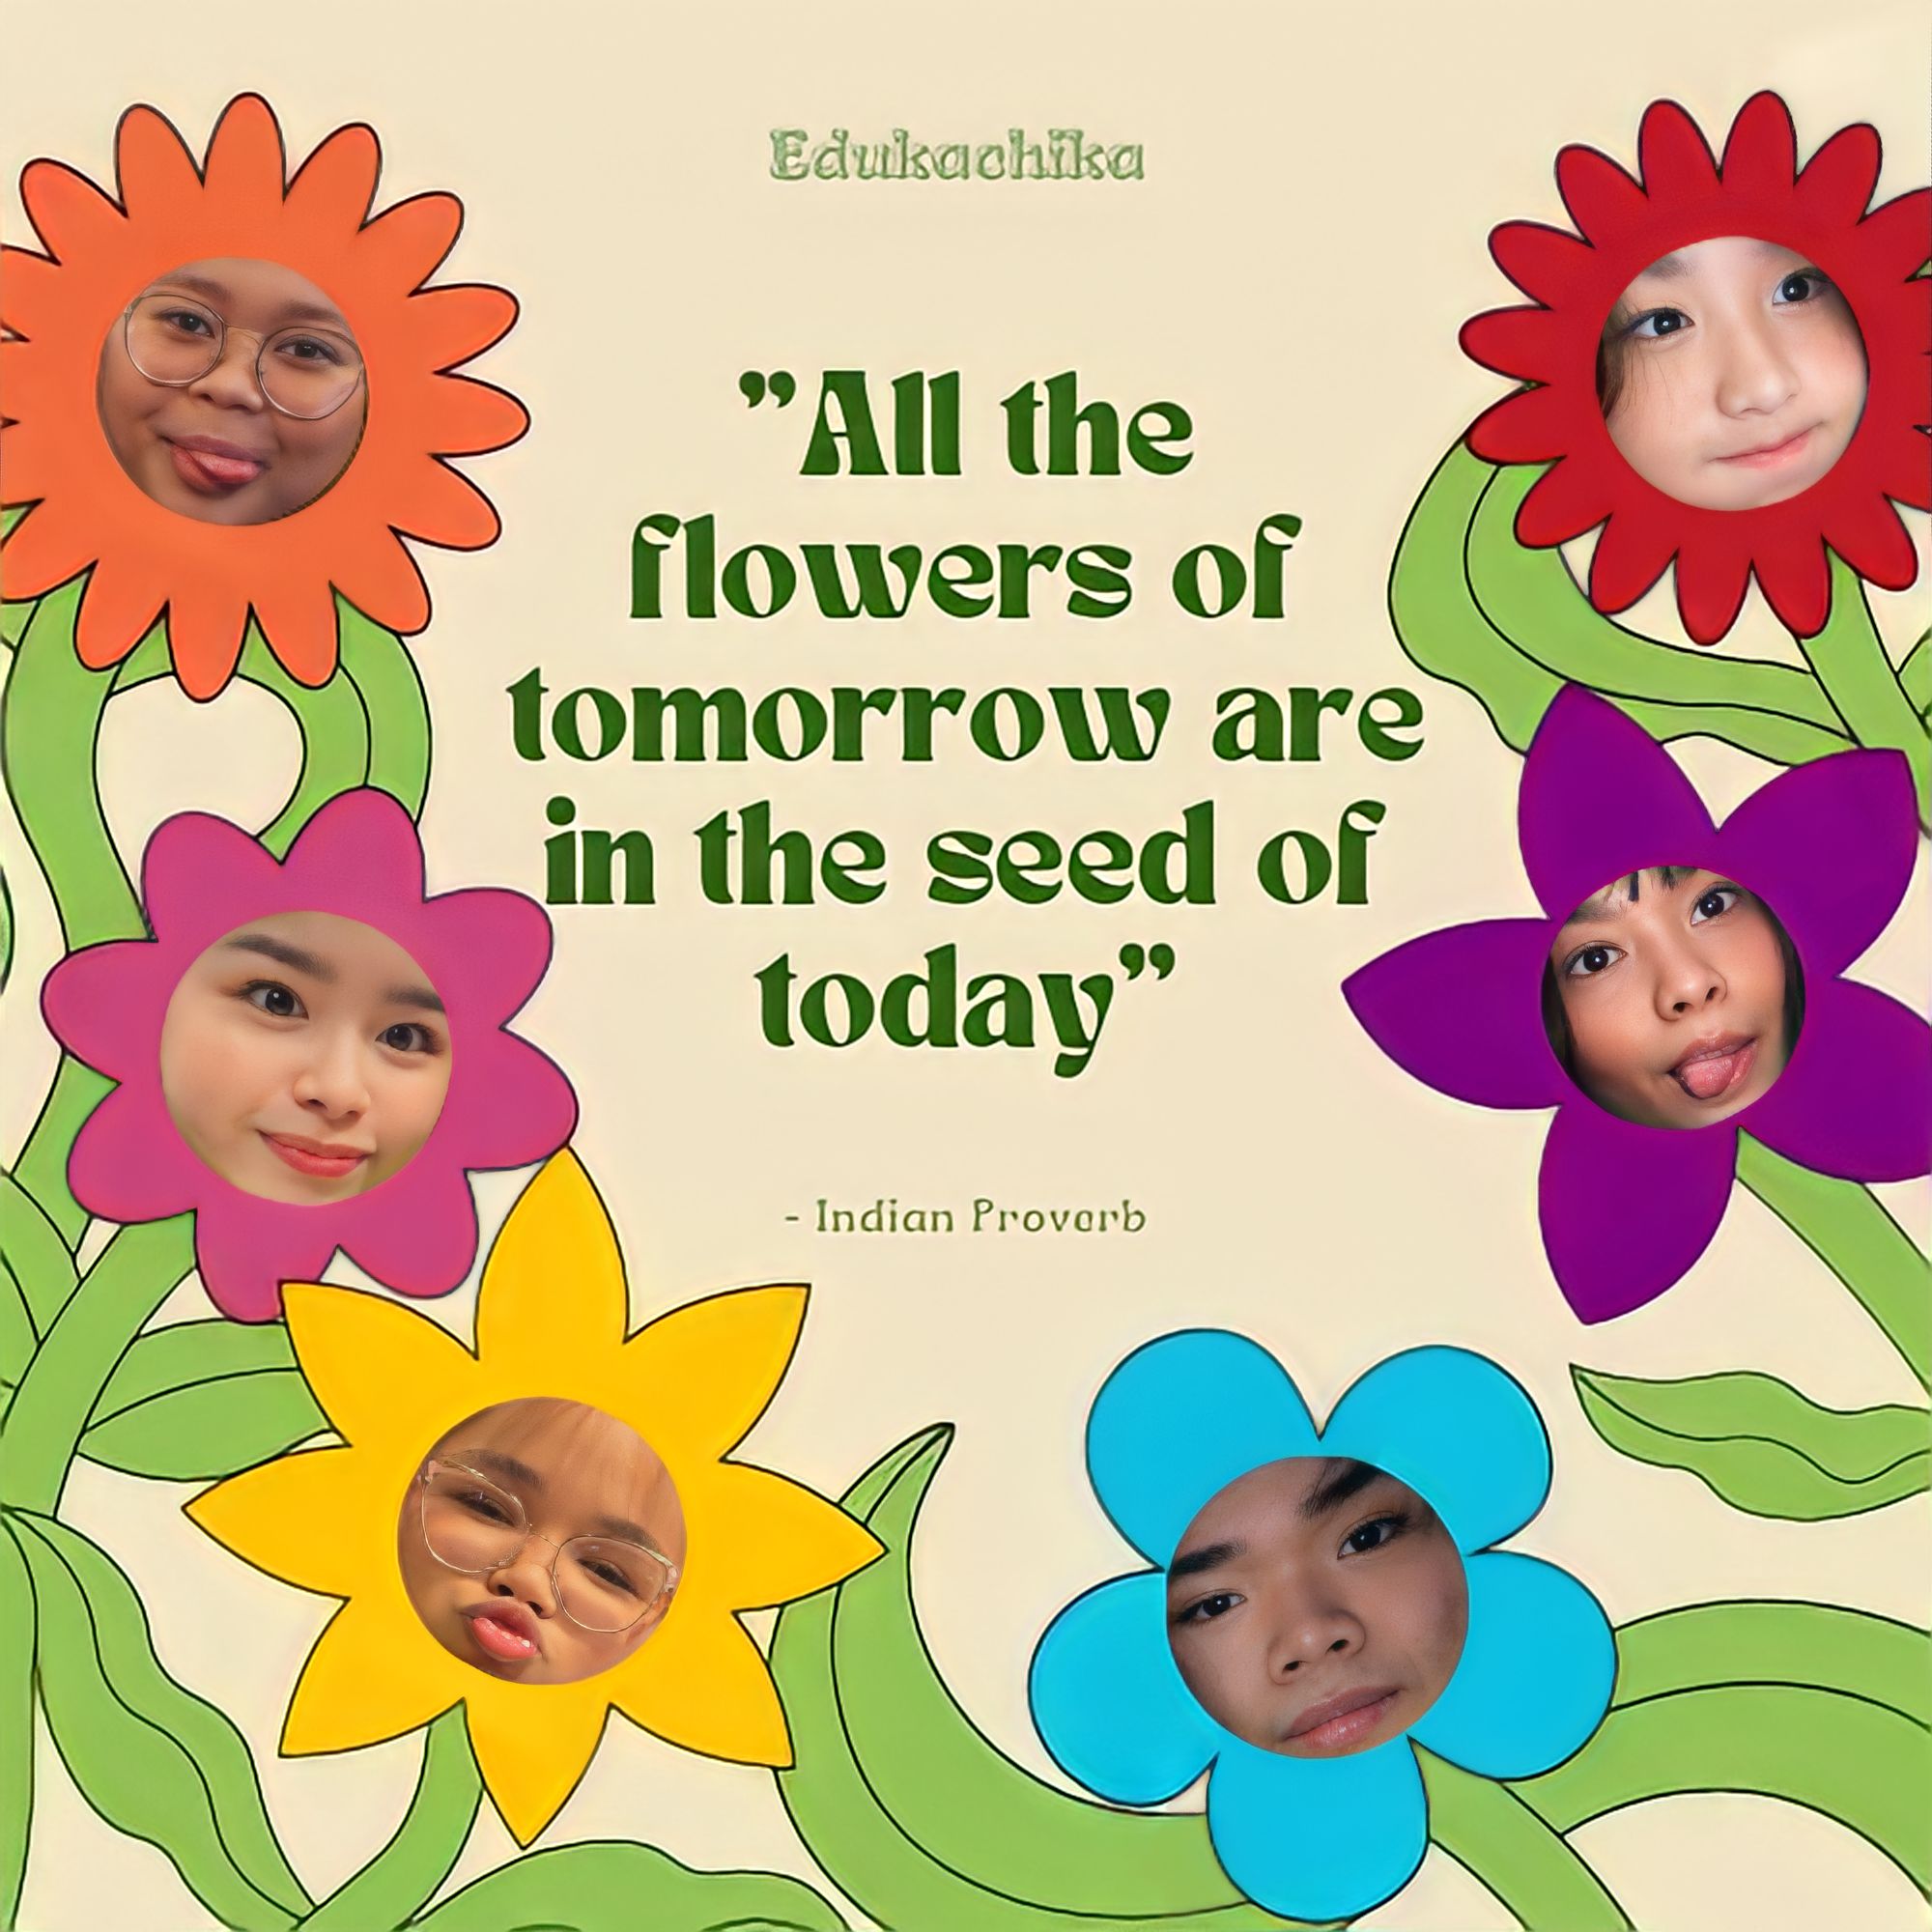 Edukachika
"All the
flowers of
tomorrow are
in the seed of
today"
- Indian Proverb